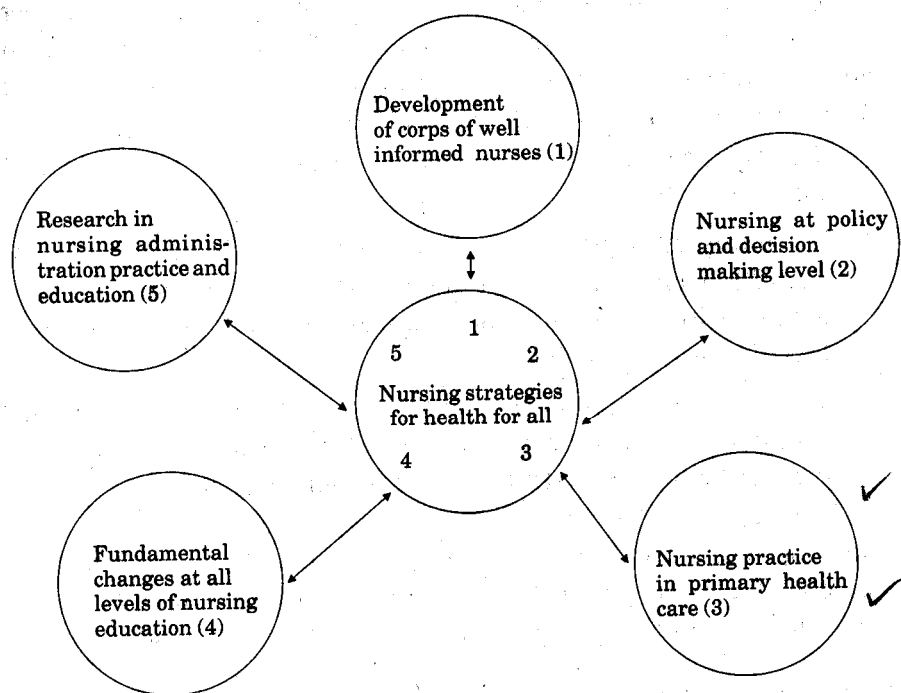 Development
of corps of well
informed nurses (1)
Research in
nursing adminis-
tration practice and
education (5)
Nursing at policy
and decision
making level (2)
1
5
2
Nursing strategies
for health for all
4
3
Fundamental
changes at all
levels of nursing
education (4)
Nursing practice
in primary health
care (3)